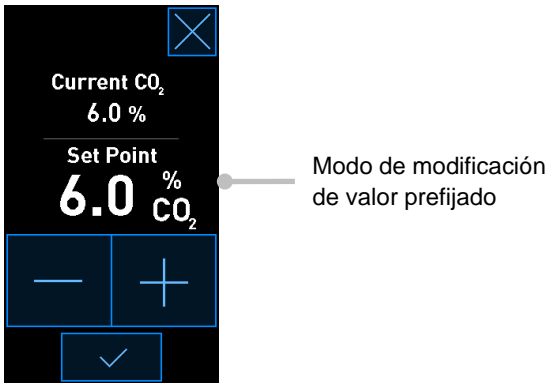 Current CO₂
6.0 %
Set Point
6.0 % CO₂
Modo de modificación
de valor prefijado